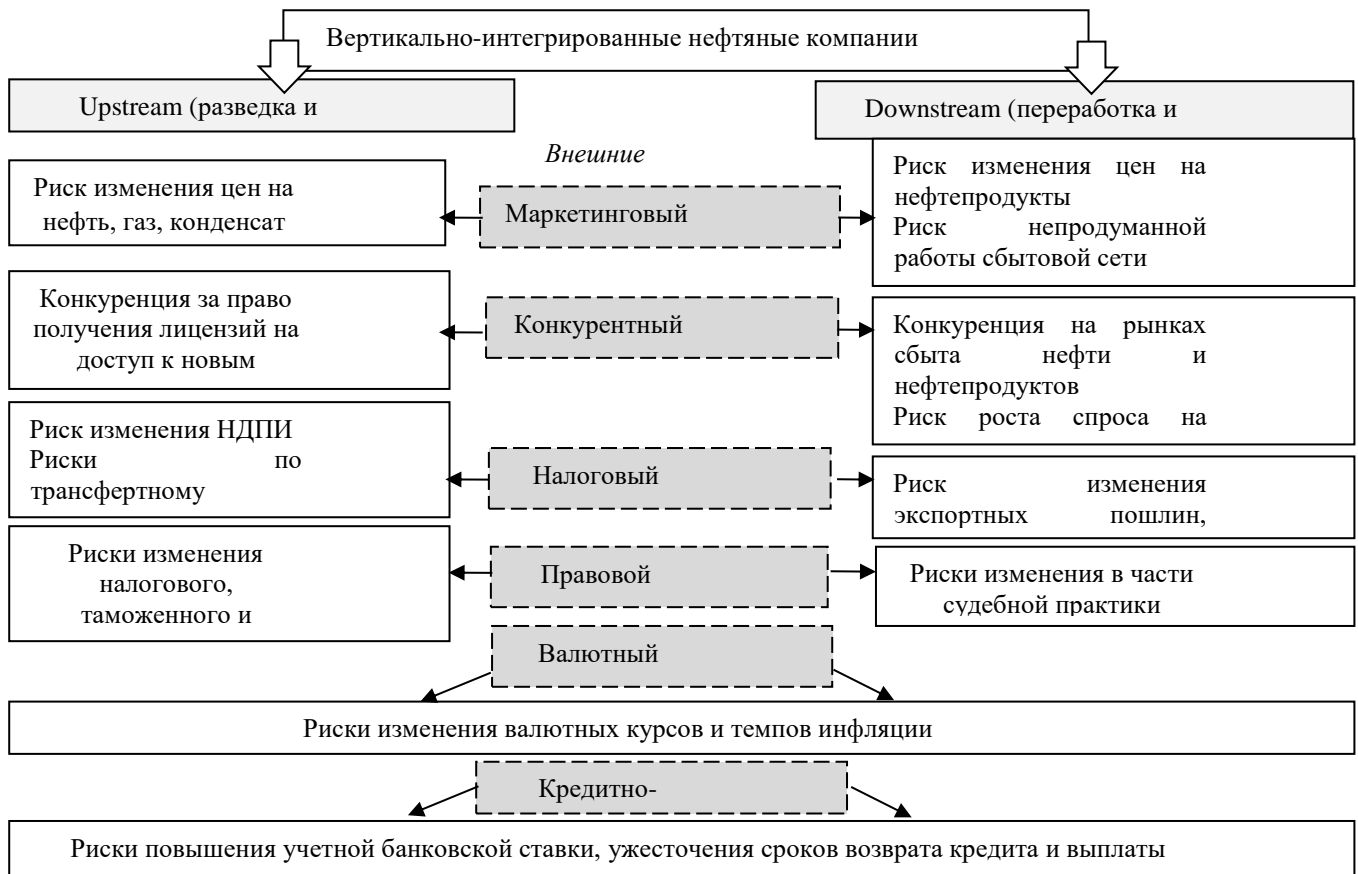 Вертикально-интегрированные нефтяные компании
Upstream (разведка и
Downstream (переработка и
Внешние
Риск изменения цен на
нефть, газ, конденсат
Маркетинговый
Риск изменения цен на
нефтепродукты
Риск непродуманной
работы сбытовой сети
Конкуренция за право
получения лицензий на
доступ к новым
Конкурентный
Конкуренция на рынках
сбыта нефти и
нефтепродуктов
Риск роста спроса на
Риск изменения НДПИ
Риски по
трансфертному
Налоговый
Риск изменения
экспортных пошлин,
Риски изменения
налогового,
таможенного и
Правовой
Риски изменения в части
судебной практики
Валютный
Риски изменения валютных курсов и темпов инфляции
Кредитно-
Риски повышения учетной банковской ставки, ужесточения сроков возврата кредита и выплаты